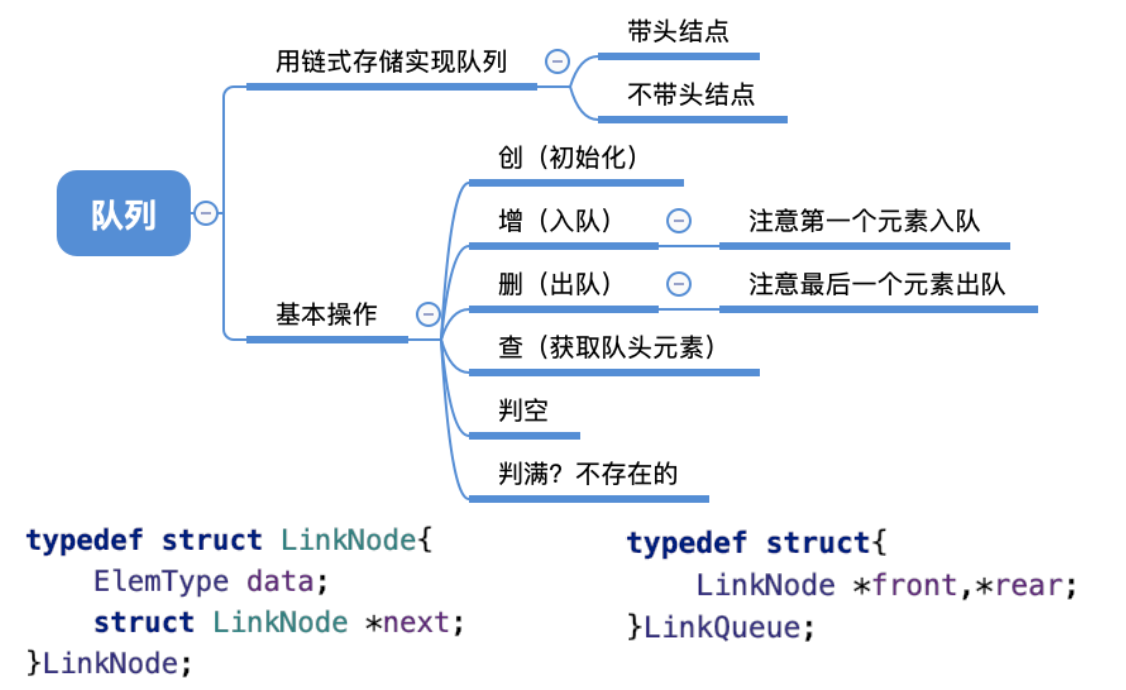 队列
用链式存储实现队列
带头结点
不带头结点
基本操作
创（初始化）
增（入队）
注意第一个元素入队
删（出队）
注意最后一个元素出队
查（获取队头元素）
判空
判满？不存在的
typedef struct LinkNode{
    ElemType data;
    struct LinkNode *next;
}LinkNode;
typedef struct{
    LinkNode *front,*rear;
}LinkQueue;